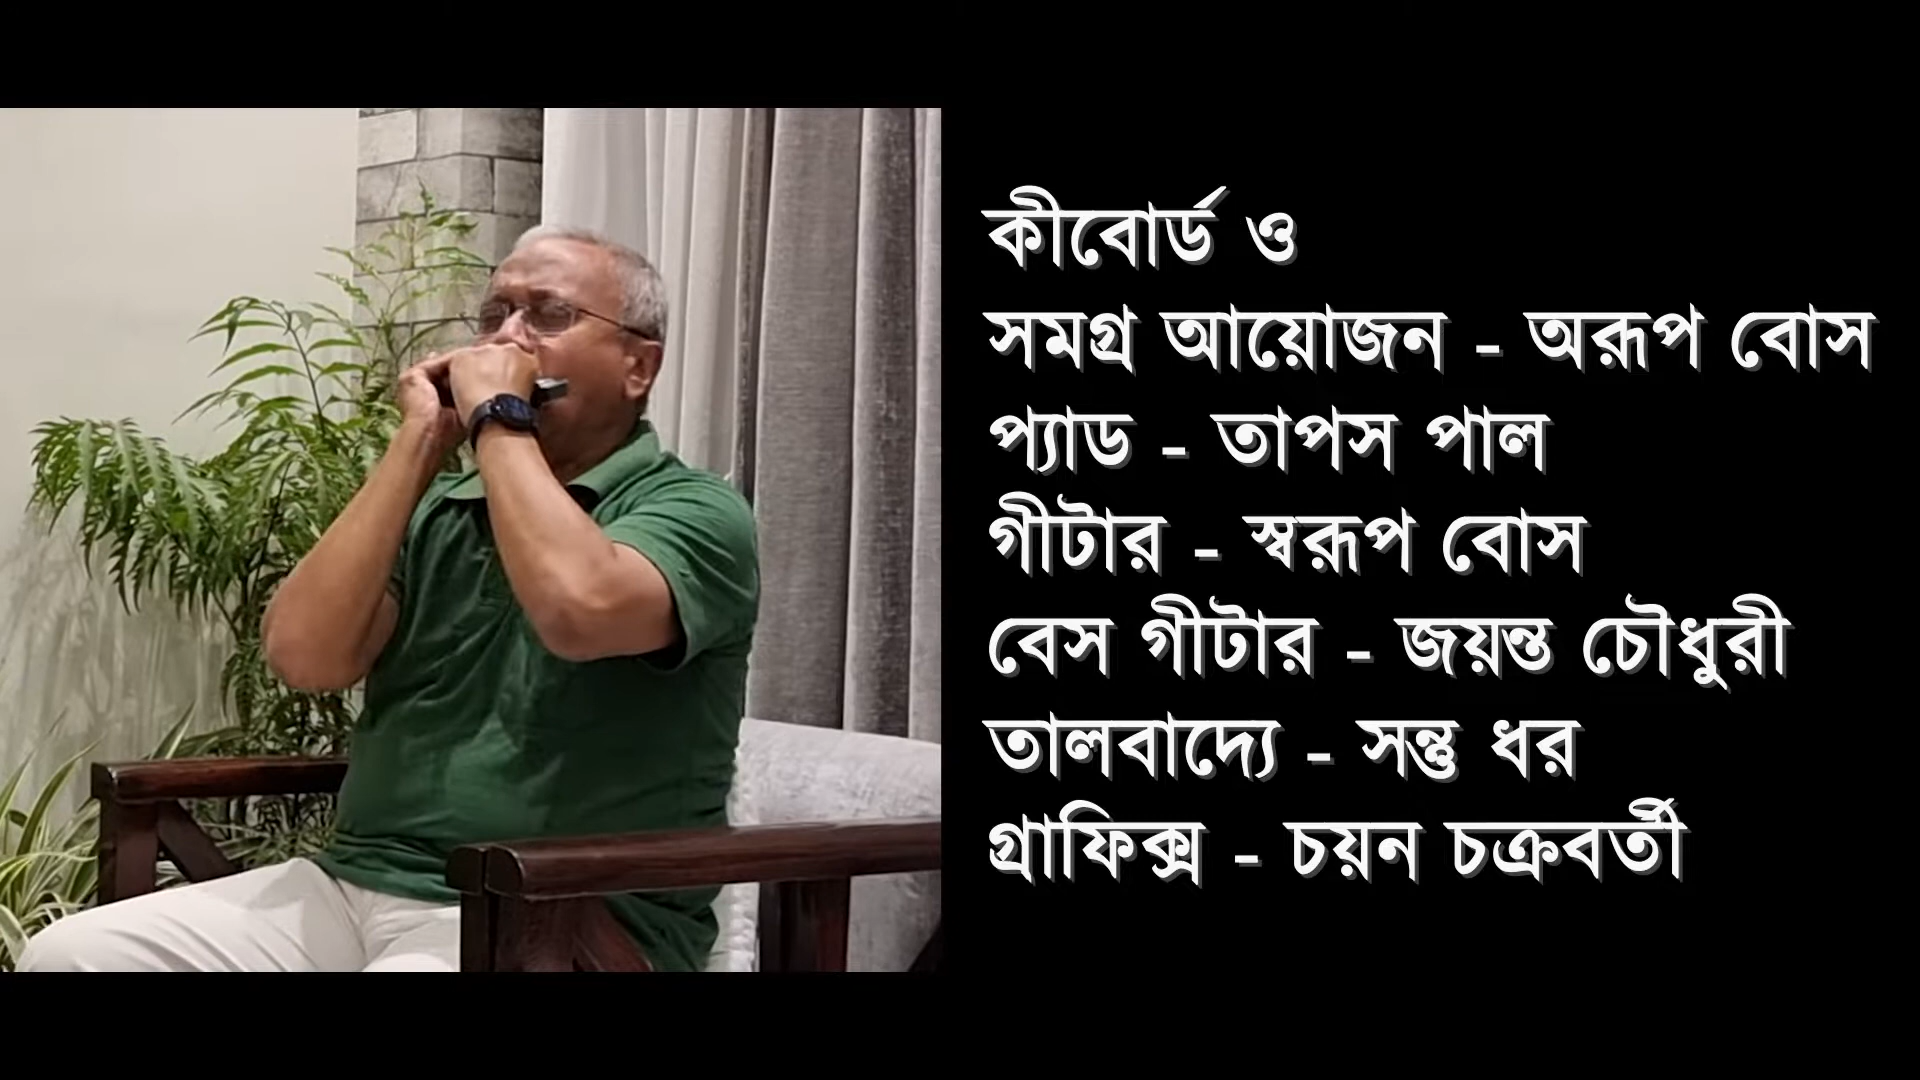 কীবোর্ড ও
সমগ্র আয়োজন - অরূপ বোস
প্যাড - তাপস পাল
গীটার - স্বরূপ বোস
বেস গীটার - জয়ন্ত চৌধুরী
তালবাদ্যে - সন্তু ধর
গ্রাফিক্স - চয়ন চক্রবর্তী